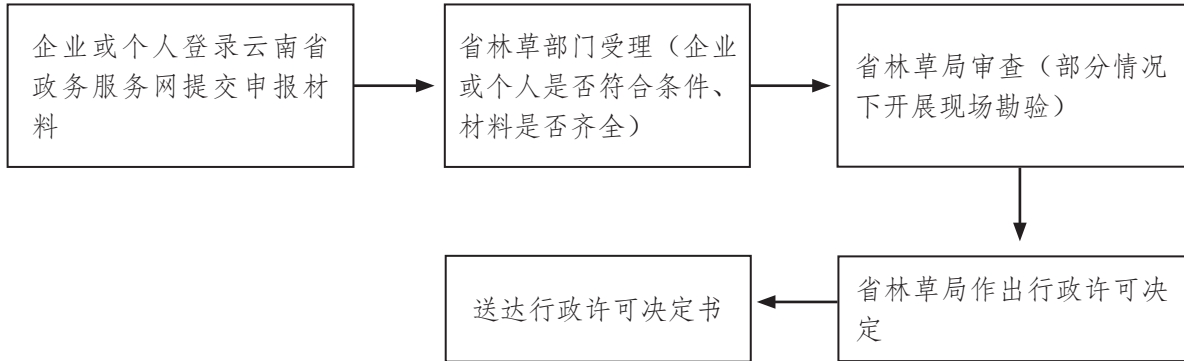 企业或个人登录云南省
政务服务网提交申报材
料
省林草部门受理（企业
或个人是否符合条件、
材料是否齐全）
省林草局审查（部分情况
下开展现场勘验）
省林草局作出行政许可决
定
送达行政许可决定书